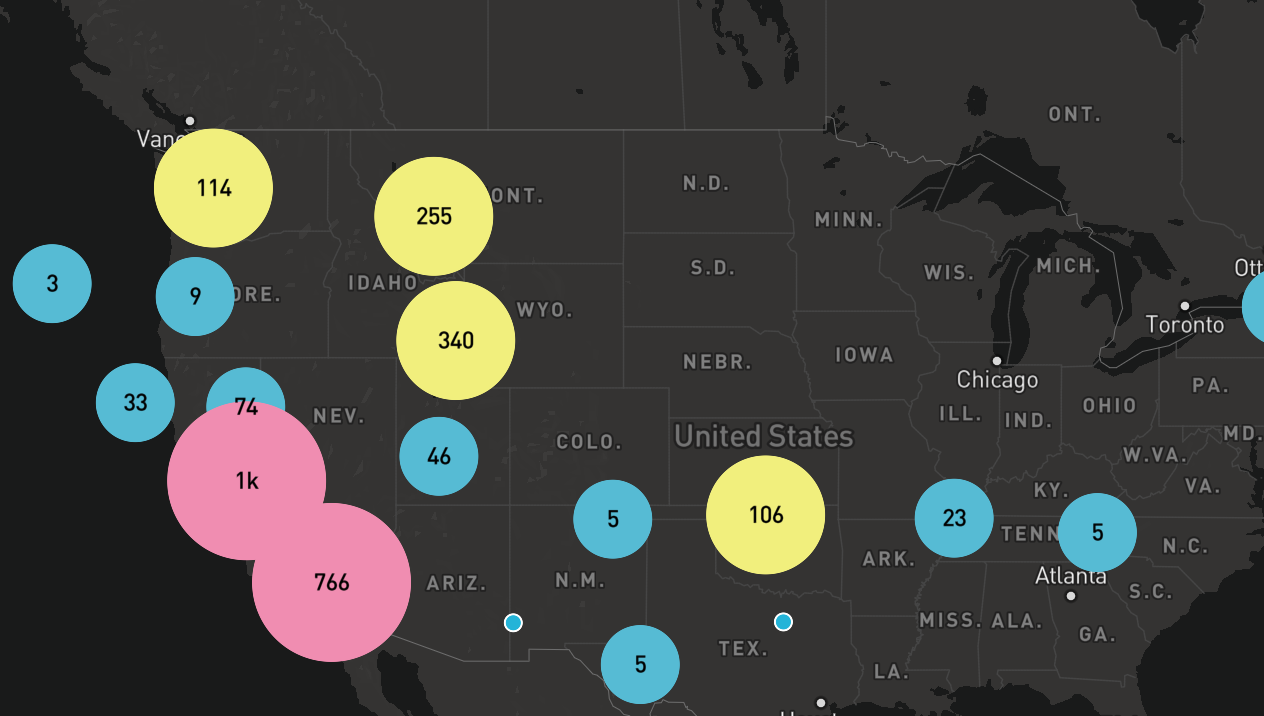 ONT.
Vanc
114
255
ONT.
N.D.
MINN.
3
9
ORE.
IDAHO
S.D.
WIS.
MICH.
Ott
WYO.
340
Toronto
33
74
NEV.
NEBR.
IOWA
Chicago
PA.
ILL.
IND.
OHIO
46
COLO.
United States
MD.
W.VA.
1k
KY.
VA.
5
106
23
TENN
5
N.C.
766
ARIZ.
N.M.
ARK.
Atlanta
S.C.
MISS.
ALA.
GA.
5
TEX.
LA.